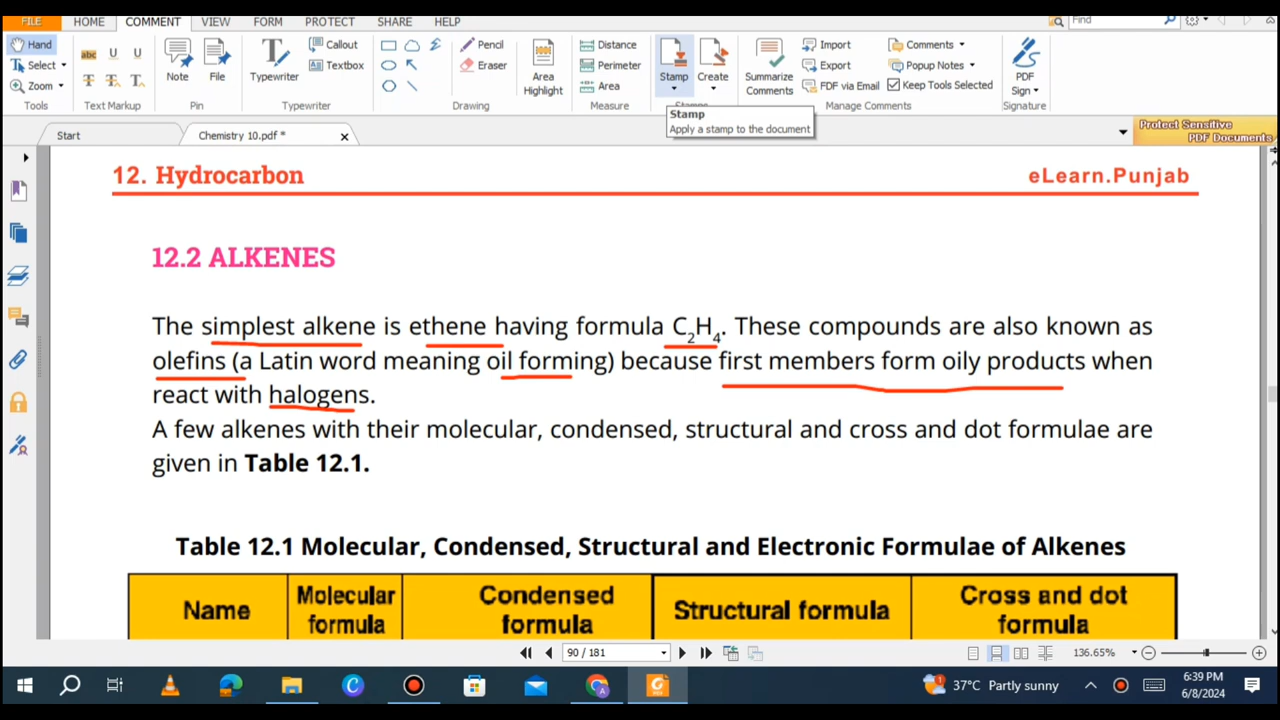 FILE HOME COMMENT VIEW FORM PROTECT SHARE HELP Find
Hand
Select
Zoom
Tools
abc U U
T T T
Text Markup
Note File
Pin
Typewriter
Callout
Textbox
Typewriter
Pencil
Eraser
Area Highlight
Drawing
Distance
Perimeter
Area
Measure
Stamp Create
Summarize Comments
Import
Export
FDF via Email
Comments
Popup Notes
Keep Tools Selected
Manage Comments
PDF Sign
Signature
Stamp
Apply a stamp to the document
Start
Chemistry 10.pdf *
Protect Sensitive
PDF Documents
12. Hydrocarbon
eLearn.Punjab
12.2 ALKENES
The simplest alkene is ethene having formula C₂H₄. These compounds are also known as
olefins (a Latin word meaning oil forming) because first members form oily products when
react with halogens.
A few alkenes with their molecular, condensed, structural and cross and dot formulae are
given in Table 12.1.
Table 12.1 Molecular, Condensed, Structural and Electronic Formulae of Alkenes
Name
Molecular formula
Condensed formula
Structural formula
Cross and dot formula
90 / 181
136.65%
37°C Partly sunny
6:39 PM
6/8/2024